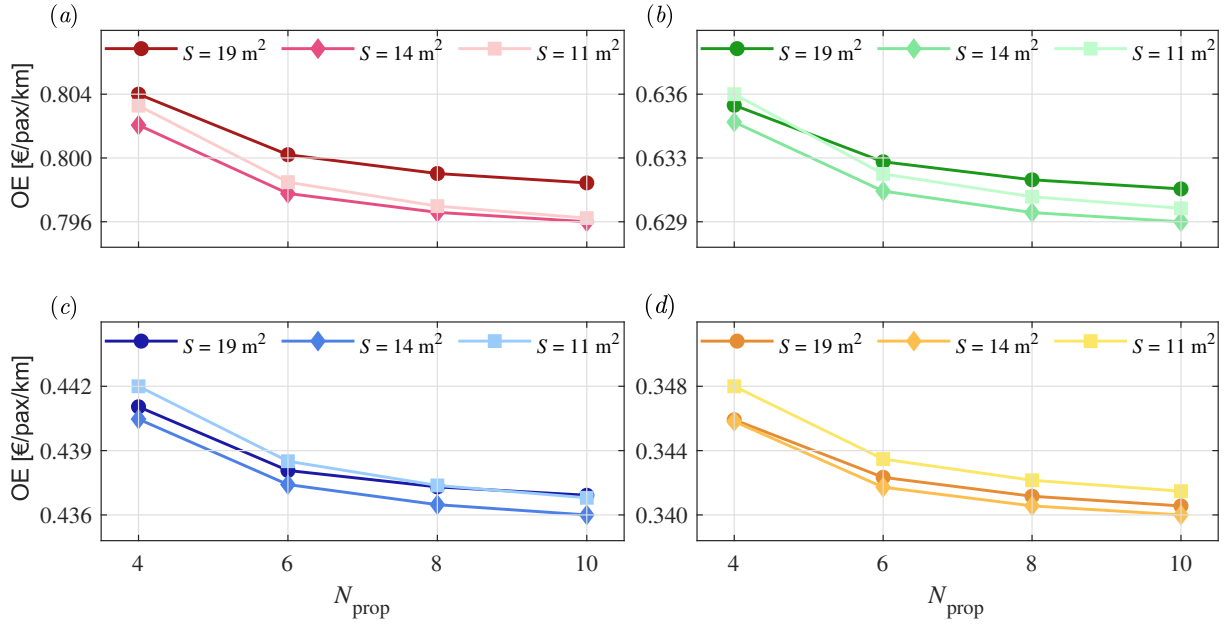 (a)
S = 19 m² S = 14 m² S = 11 m²
0.804
0.800
0.796
OE [€/pax/km]
(b)
S = 19 m² S = 14 m² S = 11 m²
0.636
0.633
0.629
(c)
S = 19 m² S = 14 m² S = 11 m²
0.442
0.439
0.436
OE [€/pax/km]
4 6 8 10
N_prop
(d)
S = 19 m² S = 14 m² S = 11 m²
0.348
0.344
0.340
4 6 8 10
N_prop